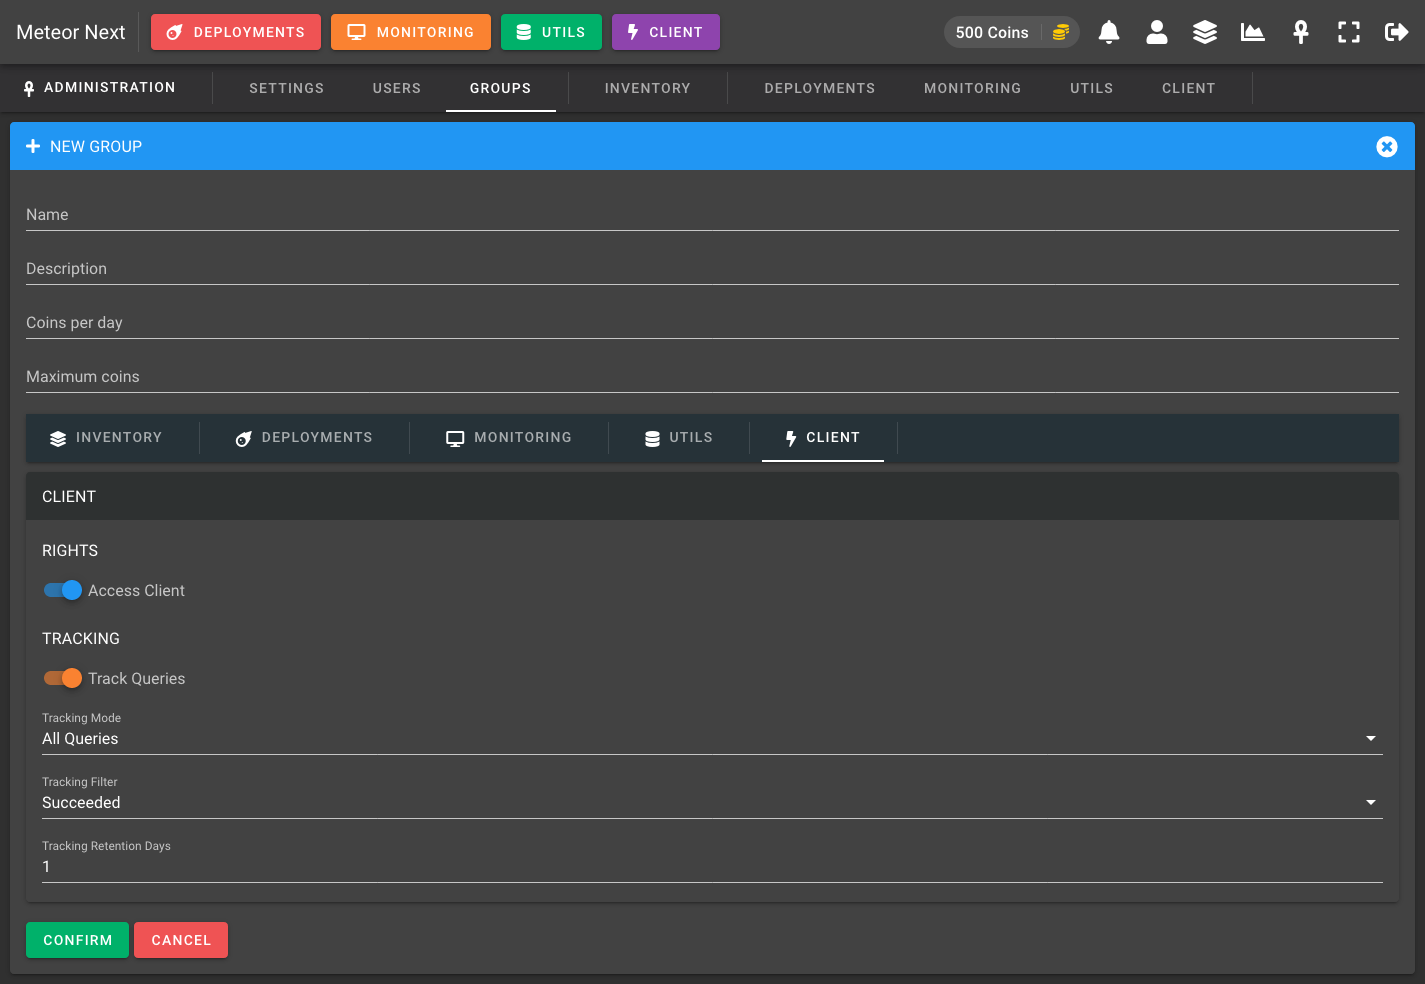 Meteor Next DEPLOYMENTS MONITORING UTILS CLIENT 500 Coins
ADMINISTRATION SETTINGS USERS GROUPS INVENTORY DEPLOYMENTS MONITORING UTILS CLIENT
NEW GROUP
Name
Description
Coins per day
Maximum coins
INVENTORY DEPLOYMENTS MONITORING UTILS CLIENT
CLIENT
RIGHTS
Access Client
TRACKING
Track Queries
Tracking Mode
All Queries
Tracking Filter
Succeeded
Tracking Retention Days
1
CONFIRM CANCEL